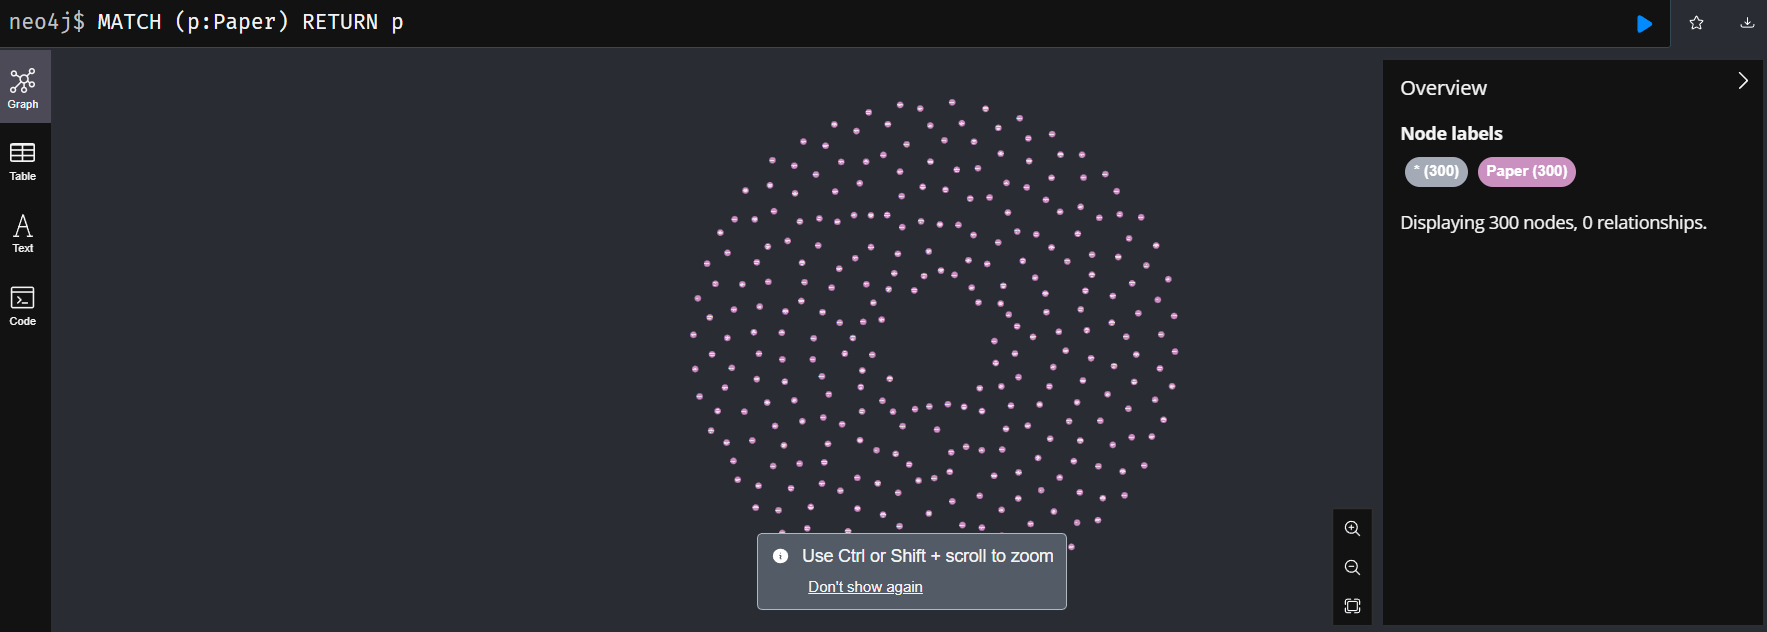 neo4j$ MATCH (p:Paper) RETURN p
Graph
Table
Text
Code
Overview
Node labels
* (300) Paper (300)
Displaying 300 nodes, 0 relationships.
Use Ctrl or Shift + scroll to zoom
Don't show again